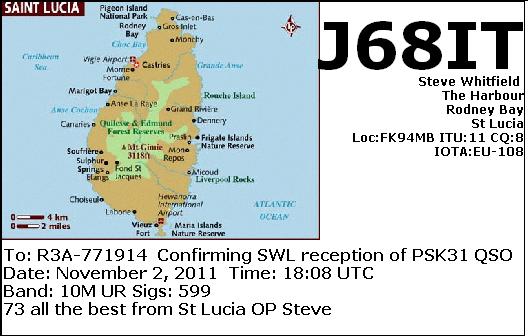 SAINT LUCIA
Pigeon Island
National Park
Rodney
Bay
Cas-en-Bas
Gros Inlet
Monchy
Choc Bay
Caribbean
Sea
Vigie Airport
Castries
Morne
Fortune
Grande Anse
Marigot Bay
Rouche Island
Anse La Raye
Anse Cochon
Grand Rivière
Dennery
Canaries
Quilesse & Edmund
Forest Reserves
Praslin
Frigate Islands
Nature Reserve
Mt Gimie
3118ft
Mon
Repos
Soufrière
Sulphur
Springs
Fond St
Jacques
Etangs
Micoud
Liverpool Rocks
Choiseul
Hewanorra
International
Airport
Laborie
ATLANTIC
OCEAN
Vieux
Fort
Maria Islands
Nature Reserve
0 4 km
0 2 miles
J68IT
Steve Whitfield
The Harbour
Rodney Bay
St Lucia
Loc:FK94MB ITU:11 CQ:8
IOTA:EU-108
To: R3A-771914 Confirming SWL reception of PSK31 QSO
Date: November 2, 2011 Time: 18:08 UTC
Band: 10M UR Sigs: 599
73 all the best from St Lucia OP Steve